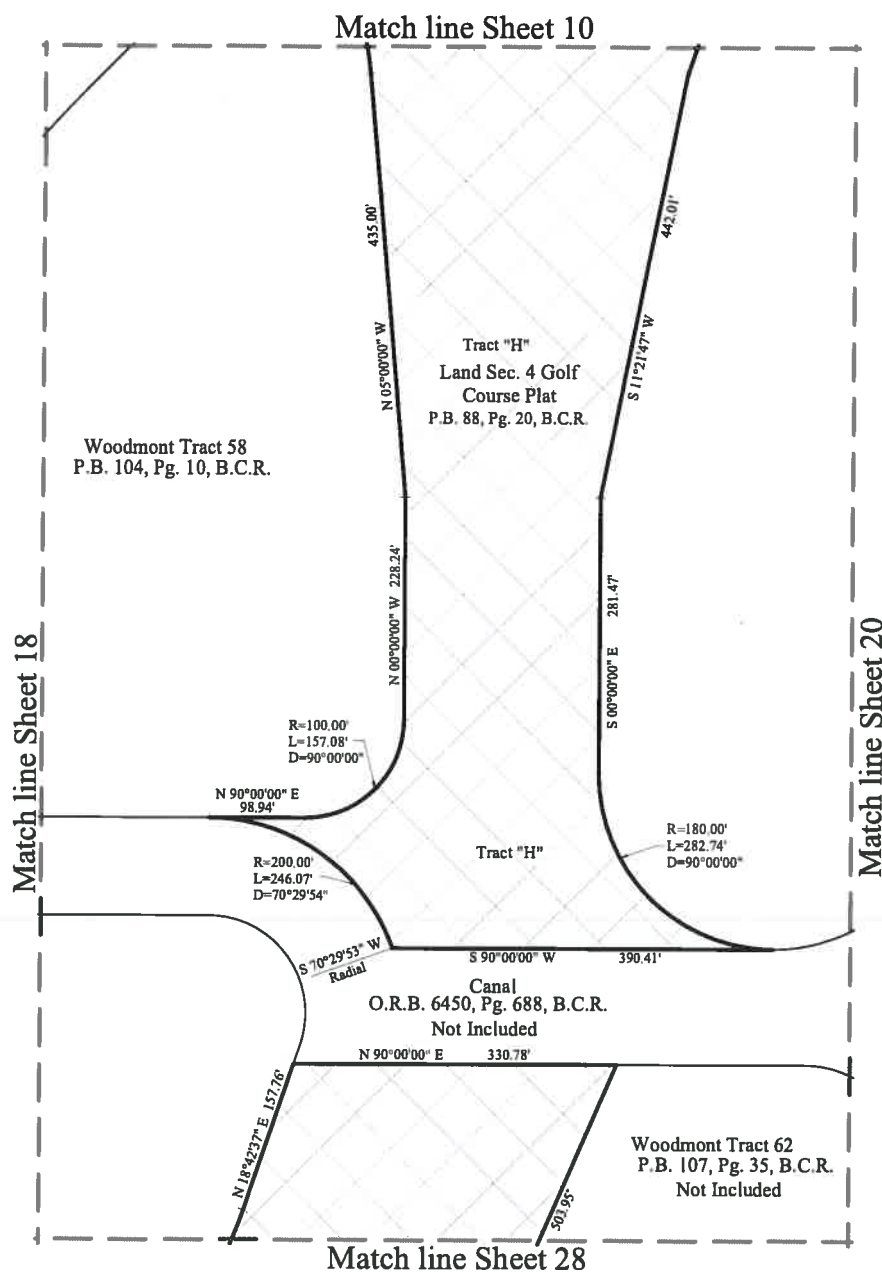 Match line Sheet 10
435.00'
N 05°00'00" W
442.01'
S 11°21'47" W
Tract "H"
Land Sec. 4 Golf
Course Plat
P.B. 88, Pg. 20, B.C.R.
Woodmont Tract 58
P.B. 104, Pg. 10, B.C.R.
N 00°00'00" W 228.24'
S 00°00'00" E 281.47'
Match line Sheet 18
Match line Sheet 20
R=100.00'
L=157.08'
D=90°00'00"
N 90°00'00" E
98.94'
R=200.00'
L=246.07'
D=70°29'54"
Tract "H"
R=180.00'
L=282.74'
D=90°00'00"
S 70°29'53" W
Radial
S 90°00'00" W 390.41'
Canal
O.R.B. 6450, Pg. 688, B.C.R.
Not Included
N 90°00'00" E 330.78'
N 18°42'37" E 157.76'
503.95'
Woodmont Tract 62
P.B. 107, Pg. 35, B.C.R.
Not Included
Match line Sheet 28